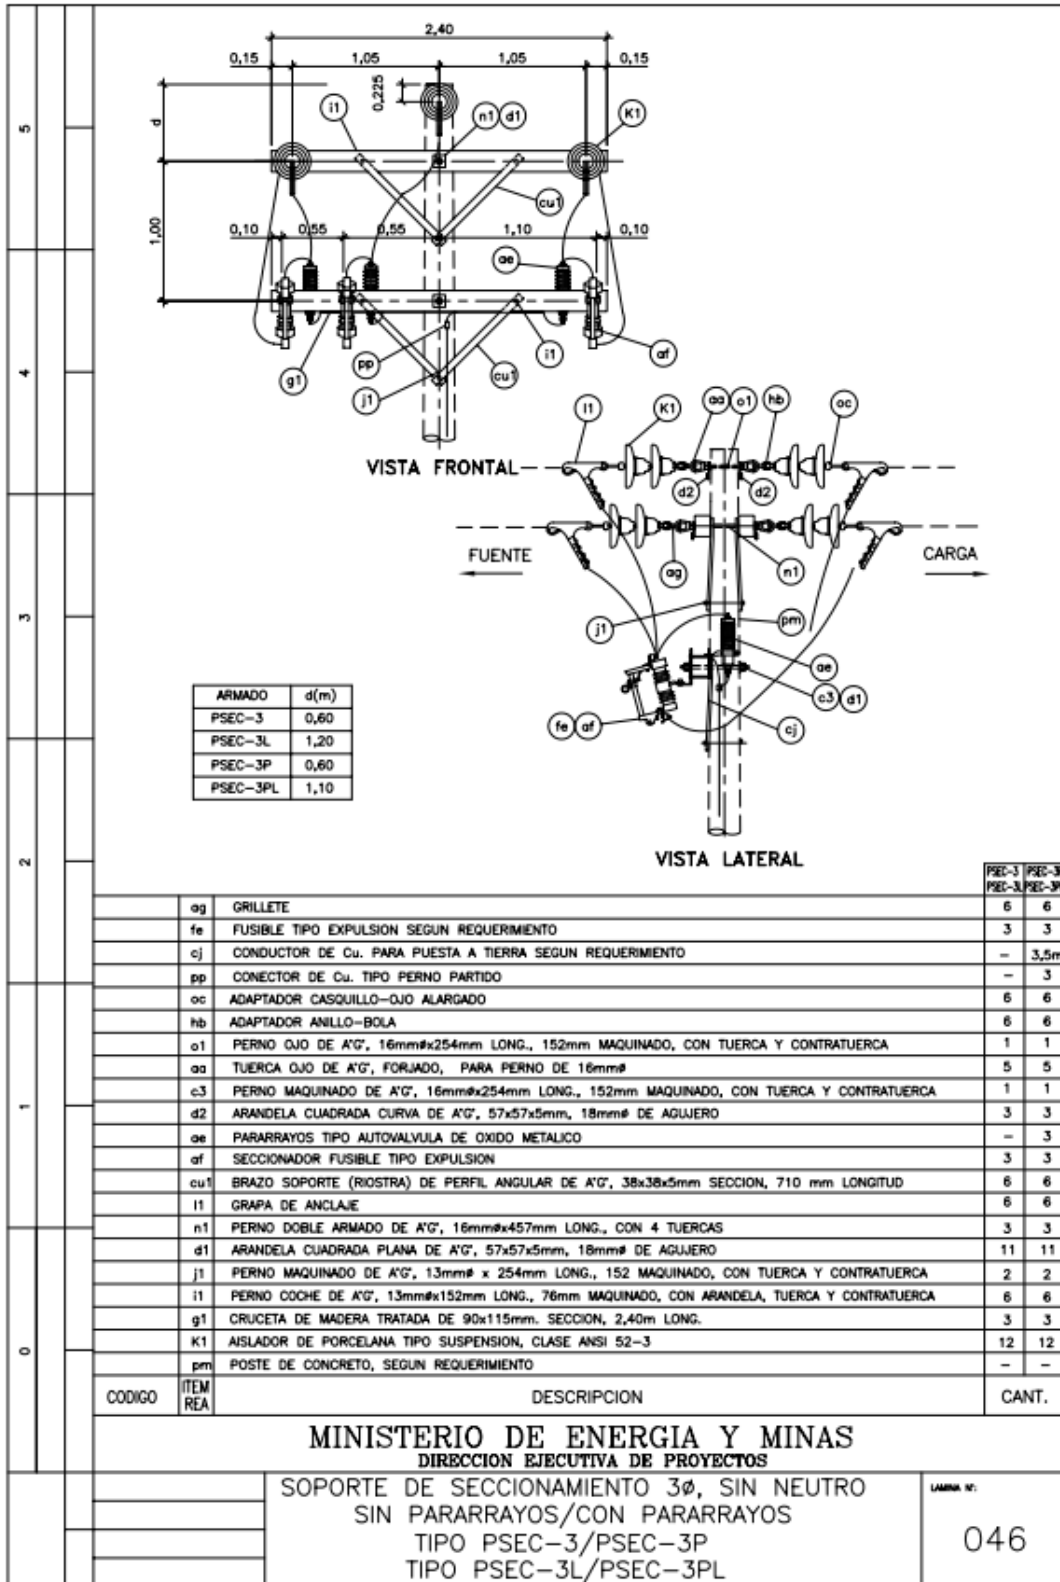 2,40
0,15 1,05 1,05 0,15
0,225
d
i1
n1 d1
K1
cu1
1,00
0,10 0,55 0,55 1,10 0,10
ae
pp
g1
j1
cu1
i1
af
VISTA FRONTAL
l1 K1 aa o1 hb oc
d2 d2
FUENTE
CARGA
ag
n1
j1
pm
ae
c3 d1
fe af
cj
VISTA LATERAL
ARMADO d(m)
PSEC-3 0,60
PSEC-3L 1,20
PSEC-3P 0,60
PSEC-3PL 1,10
5
4
3
2
1
0
PSEC-3
PSEC-3L
ag GRILLETE 6 6
fe FUSIBLE TIPO EXPULSION SEGUN REQUERIMIENTO 3 3
cj CONDUCTOR DE Cu. PARA PUESTA A TIERRA SEGUN REQUERIMIENTO - 3,5m
pp CONECTOR DE Cu. TIPO PERNO PARTIDO - 3
oc ADAPTADOR CASQUILLO-OJO ALARGADO 6 6
hb ADAPTADOR ANILLO-BOLA 6 6
o1 PERNO OJO DE A'G', 16mmøx254mm LONG., 152mm MAQUINADO, CON TUERCA Y CONTRATUERCA 1 1
aa TUERCA OJO DE A'G', FORJADO, PARA PERNO DE 16mmø 5 5
c3 PERNO MAQUINADO DE A'G', 16mmøx254mm LONG., 152mm MAQUINADO, CON TUERCA Y CONTRATUERCA 1 1
d2 ARANDELA CUADRADA CURVA DE A'G', 57x57x5mm, 18mmø DE AGUJERO 3 3
ae PARARRAYOS TIPO AUTOVALVULA DE OXIDO METALICO - 3
af SECCIONADOR FUSIBLE TIPO EXPULSION 3 3
cu1 BRAZO SOPORTE (RIOSTRA) DE PERFIL ANGULAR DE A'G', 38x38x5mm SECCION, 710 mm LONGITUD 6 6
l1 GRAPA DE ANCLAJE 6 6
n1 PERNO DOBLE ARMADO DE A'G', 16mmøx457mm LONG., CON 4 TUERCAS 3 3
d1 ARANDELA CUADRADA PLANA DE A'G', 57x57x5mm, 18mmø DE AGUJERO 11 11
j1 PERNO MAQUINADO DE A'G', 13mmø x 254mm LONG., 152 MAQUINADO, CON TUERCA Y CONTRATUERCA 2 2
i1 PERNO COCHE DE A'G', 13mmøx152mm LONG., 76mm MAQUINADO, CON ARANDELA, TUERCA Y CONTRATUERCA 6 6
g1 CRUCETA DE MADERA TRATADA DE 90x115mm. SECCION, 2,40m LONG. 3 3
K1 AISLADOR DE PORCELANA TIPO SUSPENSION, CLASE ANSI 52-3 12 12
pm POSTE DE CONCRETO, SEGUN REQUERIMIENTO - -
CODIGO ITEM REA DESCRIPCION CANT.
MINISTERIO DE ENERGIA Y MINAS
DIRECCION EJECUTIVA DE PROYECTOS
SOPORTE DE SECCIONAMIENTO 3ø, SIN NEUTRO
SIN PARARRAYOS/CON PARARRAYOS
TIPO PSEC-3/PSEC-3P
TIPO PSEC-3L/PSEC-3PL
LAMINA Nº:
046